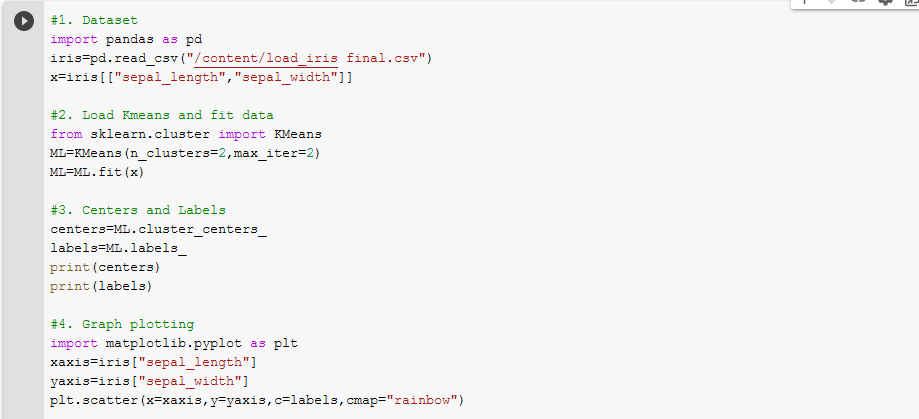 #1. Dataset
import pandas as pd
iris=pd.read_csv("/content/load_iris final.csv")
x=iris[["sepal_length","sepal_width"]]
#2. Load Kmeans and fit data
from sklearn.cluster import KMeans
ML=KMeans(n_clusters=2,max_iter=2)
ML=ML.fit(x)
#3. Centers and Labels
centers=ML.cluster_centers_
labels=ML.labels_
print(centers)
print(labels)
#4. Graph plotting
import matplotlib.pyplot as plt
xaxis=iris["sepal_length"]
yaxis=iris["sepal_width"]
plt.scatter(x=xaxis,y=yaxis,c=labels,cmap="rainbow")